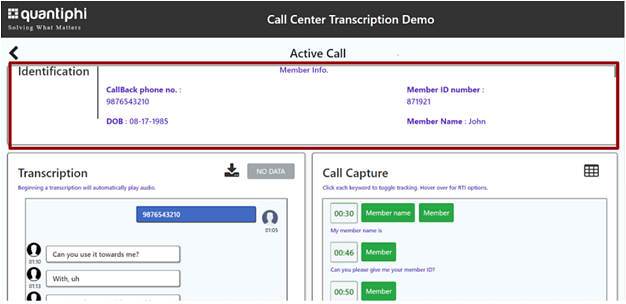 quantiphi
Solving What Matters
Call Center Transcription Demo
Active Call
Identification
Member Info.
CallBack phone no. :
9876543210
Member ID number :
871921
DOB : 08-17-1985
Member Name : John
Transcription
NO DATA
Beginning a transcription will automatically play audio.
9876543210
01:05
Can you use it towards me?
01:10
With, uh
01:13
Call Capture
Click each keyword to toggle tracking. Hover over for RTI options.
00:30 Member name Member
My member name is
00:46 Member
Can you please give me your member ID?
00:50 Member